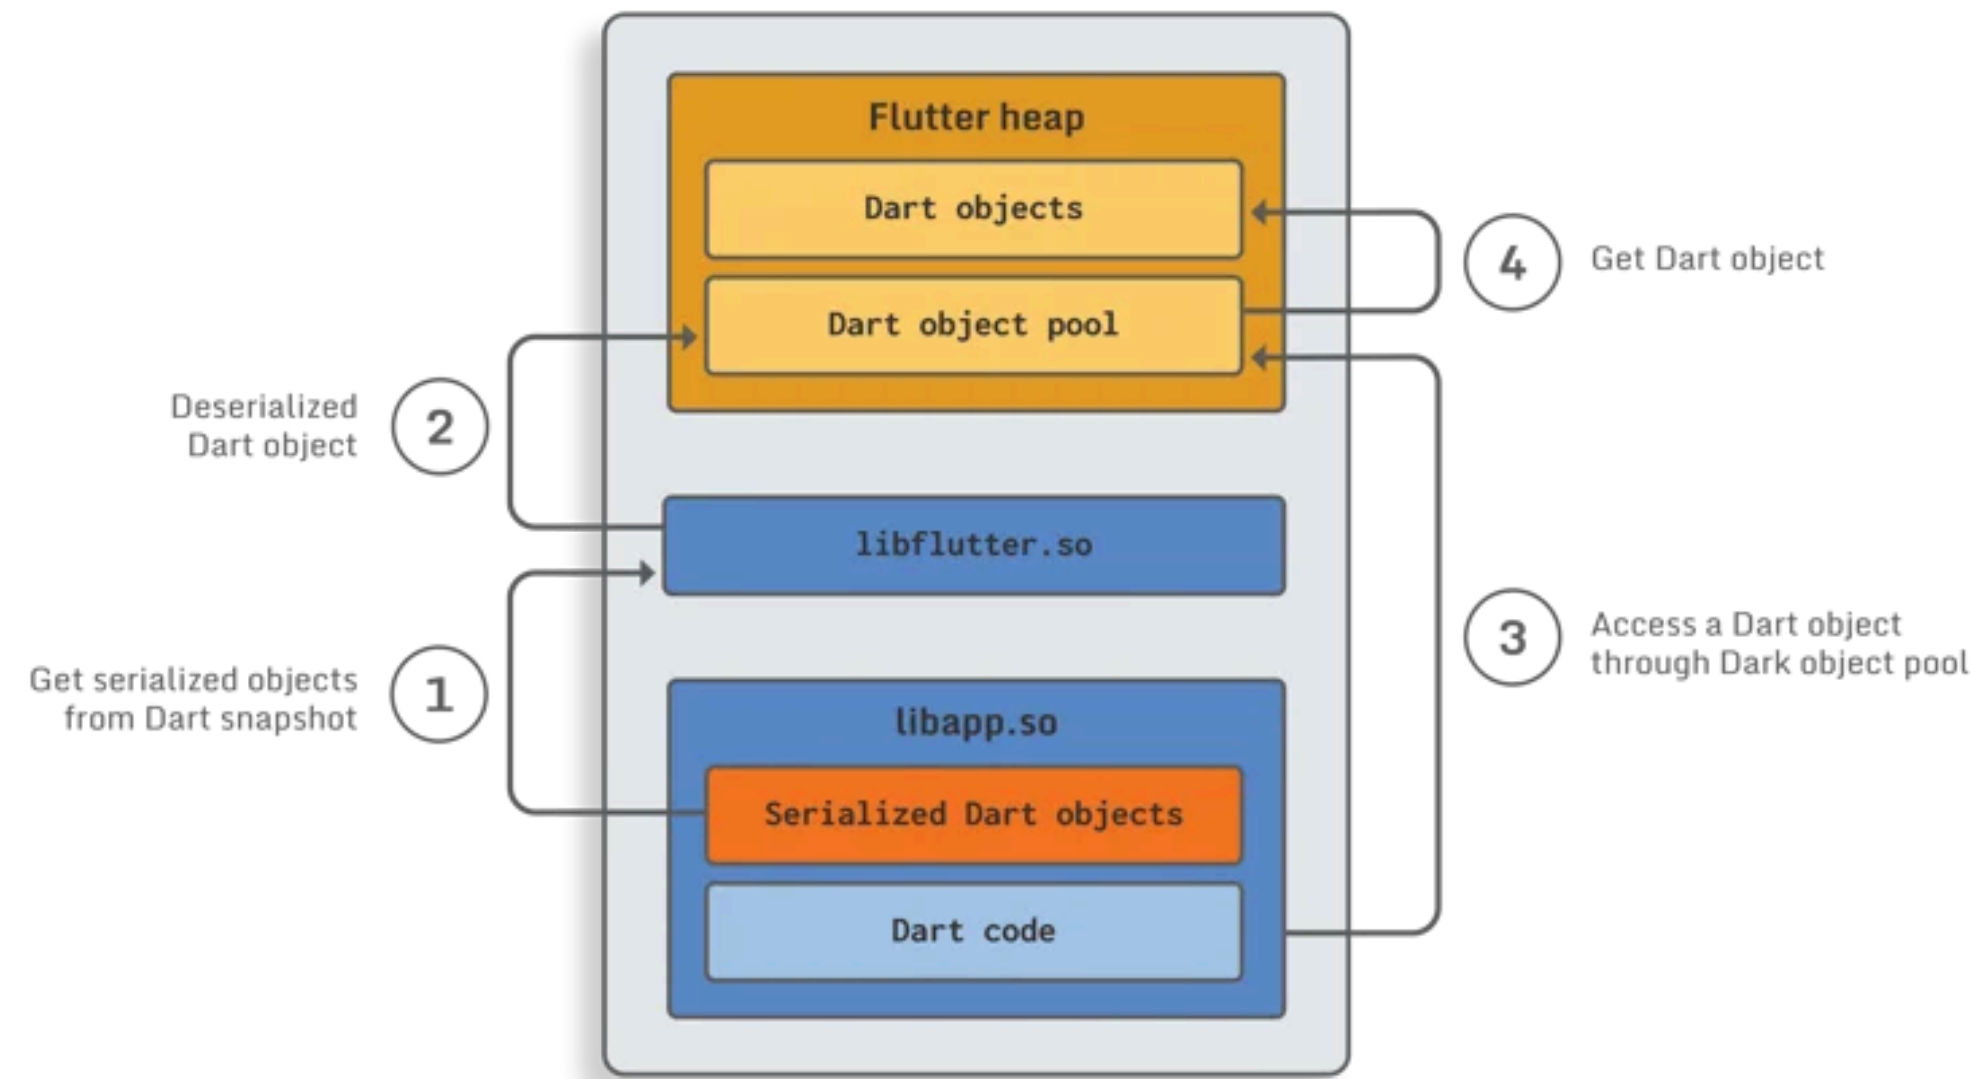 Flutter heap
Dart objects
Dart object pool
4
Get Dart object
2
Deserialized
Dart object
libflutter.so
1
Get serialized objects
from Dart snapshot
3
Access a Dart object
through Dark object pool
libapp.so
Serialized Dart objects
Dart code